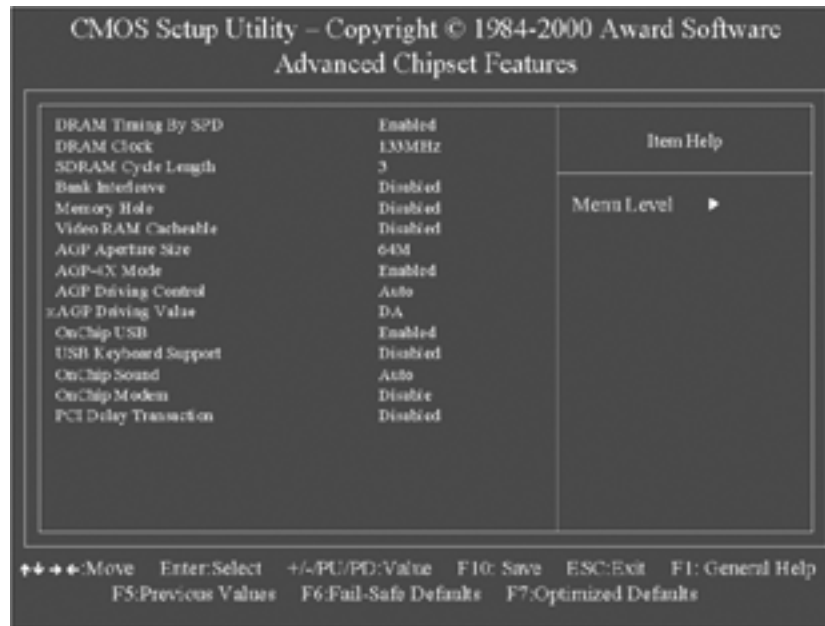 CMOS Setup Utility – Copyright © 1984-2000 Award Software
Advanced Chipset Features
DRAM Timing By SPD Enabled
DRAM Clock 133MHz
SDRAM Cycle Length 3
Bank Interleave Disabled
Memory Hole Disabled
Video RAM Cacheable Disabled
AGP Aperture Size 64M
AGP-4X Mode Enabled
AGP Driving Control Auto
xAGP Driving Value DA
OnChip USB Enabled
USB Keyboard Support Disabled
OnChip Sound Auto
OnChip Modem Disable
PCI Delay Transaction Disabled
Item Help
Menu Level ►
↑↓→←:Move Enter:Select +/-/PU/PD:Value F10: Save ESC:Exit F1: General Help
F5:Previous Values F6:Fail-Safe Defaults F7:Optimized Defaults